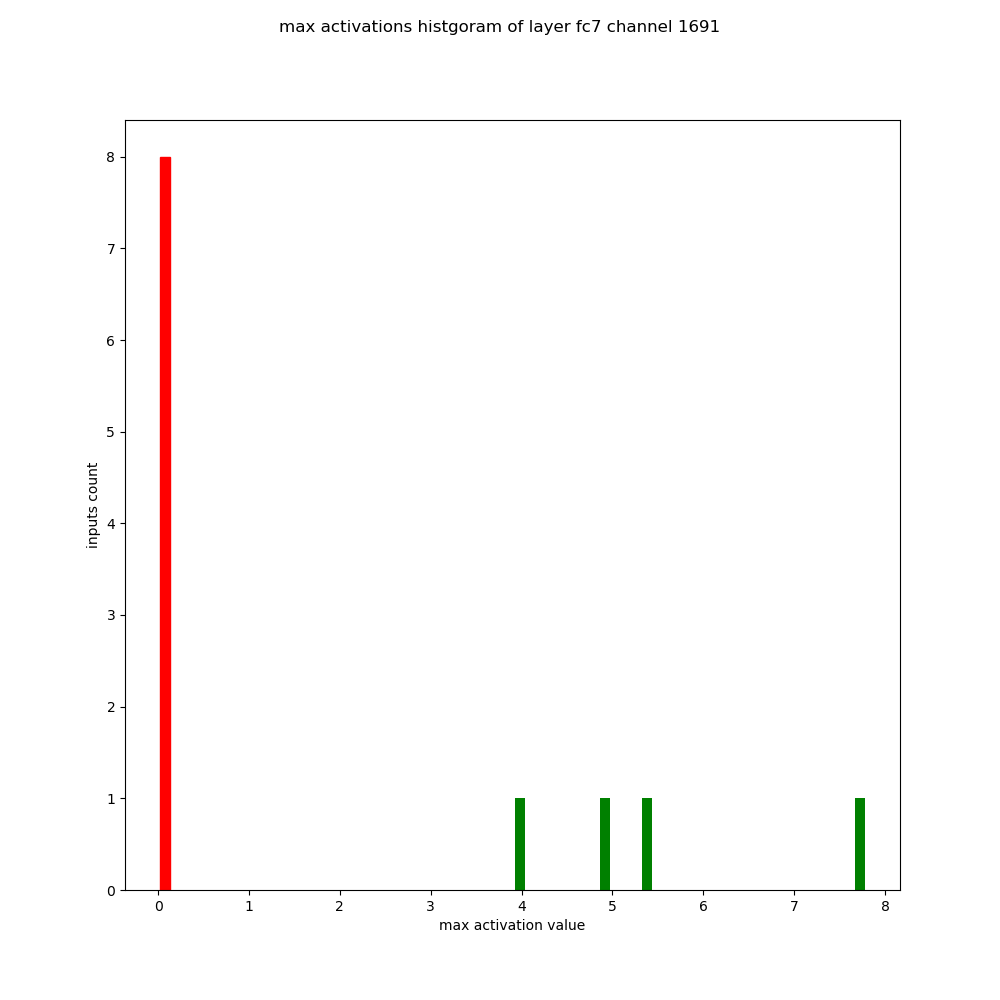 max activations histgoram of layer fc7 channel 1691
8
7
6
5
4
3
2
1
0
inputs count
0 1 2 3 4 5 6 7 8
max activation value